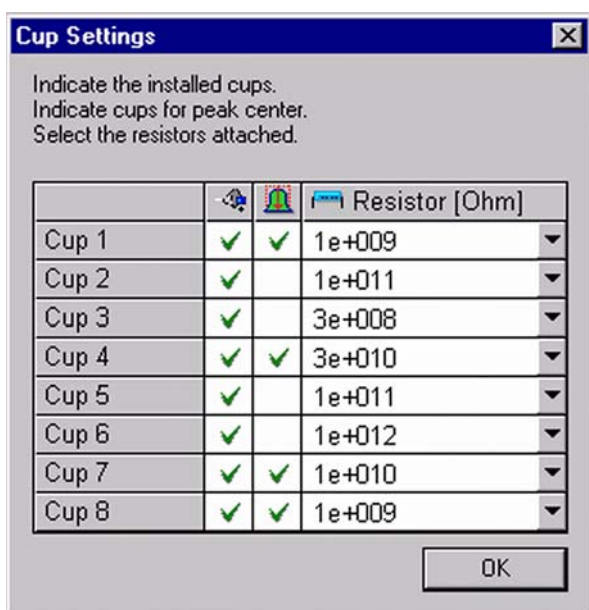 Cup Settings
Indicate the installed cups.
Indicate cups for peak center.
Select the resistors attached.
Resistor [Ohm]
Cup 1 1e+009
Cup 2 1e+011
Cup 3 3e+008
Cup 4 3e+010
Cup 5 1e+011
Cup 6 1e+012
Cup 7 1e+010
Cup 8 1e+009
OK